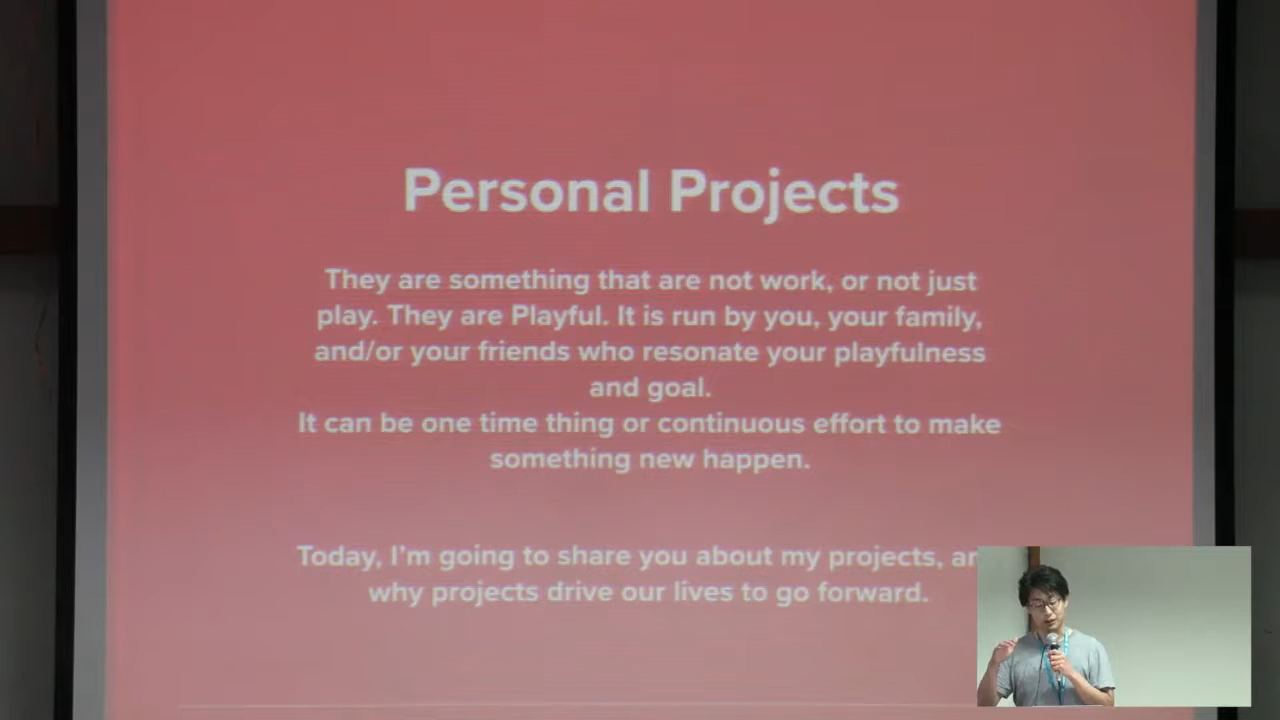 Personal Projects
They are something that are not work, or not just
play. They are Playful. It is run by you, your family,
and/or your friends who resonate your playfulness
and goal.
It can be one time thing or continuous effort to make
something new happen.
Today, I'm going to share you about my projects,
why projects drive our lives to go forward.